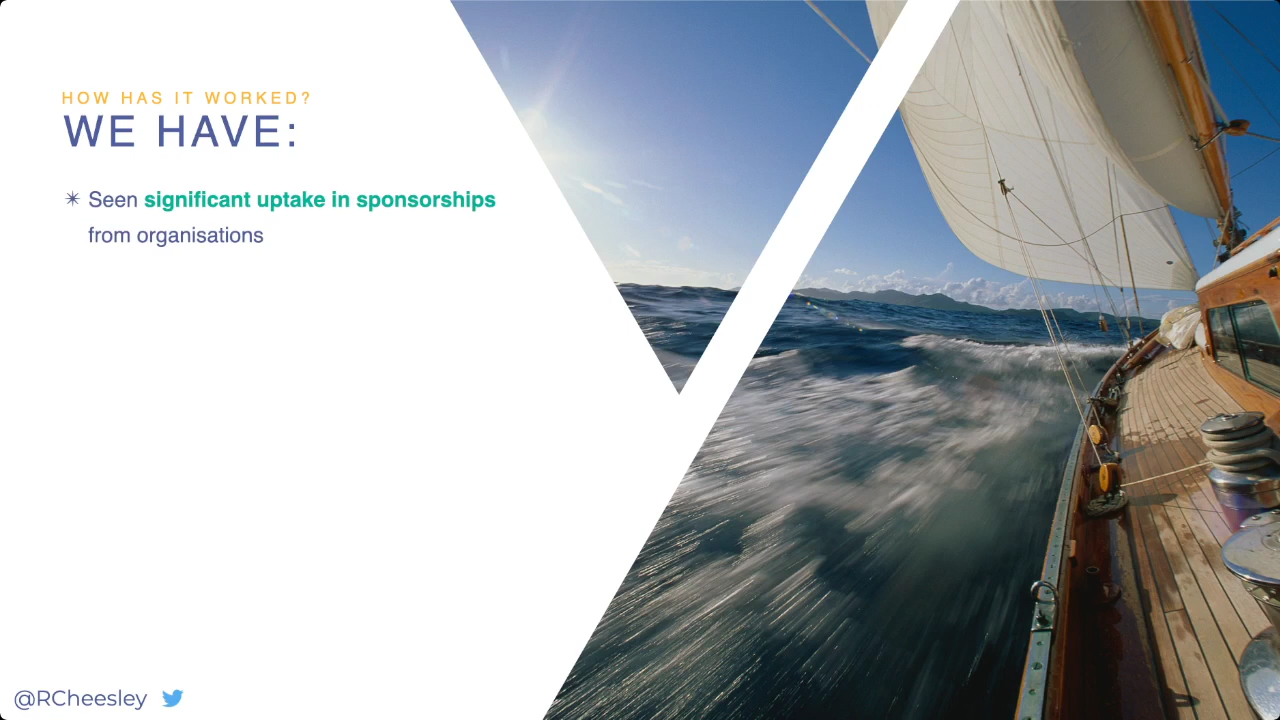 HOW HAS IT WORKED?
WE HAVE:
✴ Seen significant uptake in sponsorships
from organisations
@RCheesley